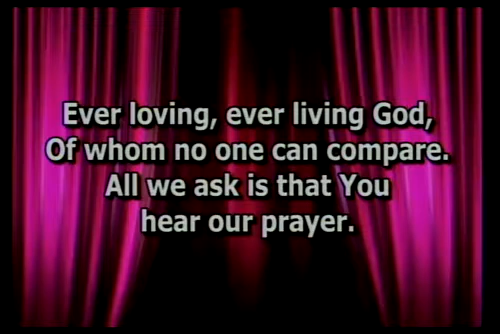 Ever loving, ever living God,
Of whom no one can compare.
All we ask is that You
hear our prayer.